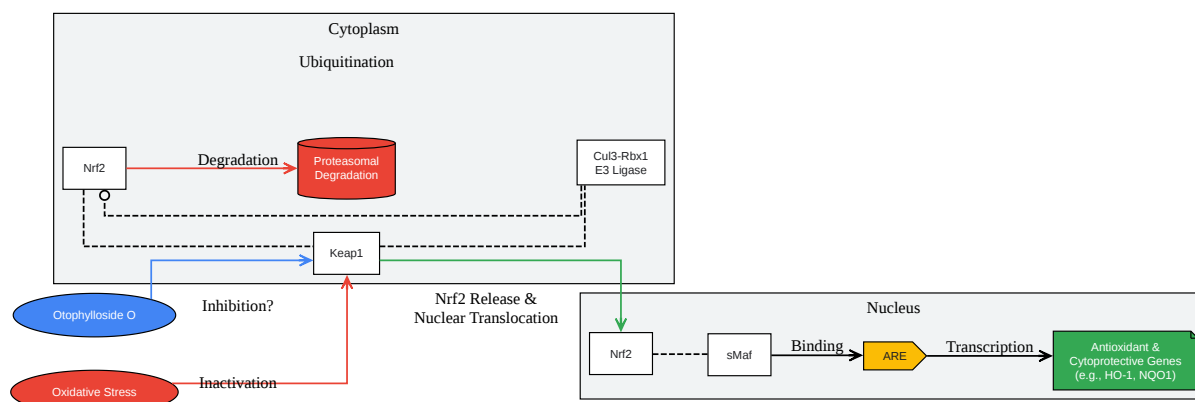 Cytoplasm
Ubiquitination
Nrf2
Degradation
Proteasomal
Degradation
Cul3-Rbx1
E3 Ligase
Keap1
Otophylloside O
Inhibition?
Nrf2 Release &
Nuclear Translocation
Oxidative Stress
Inactivation
Nucleus
Nrf2
sMaf
Binding
ARE
Transcription
Antioxidant &
Cytoprotective Genes
(e.g., HO-1, NQO1)